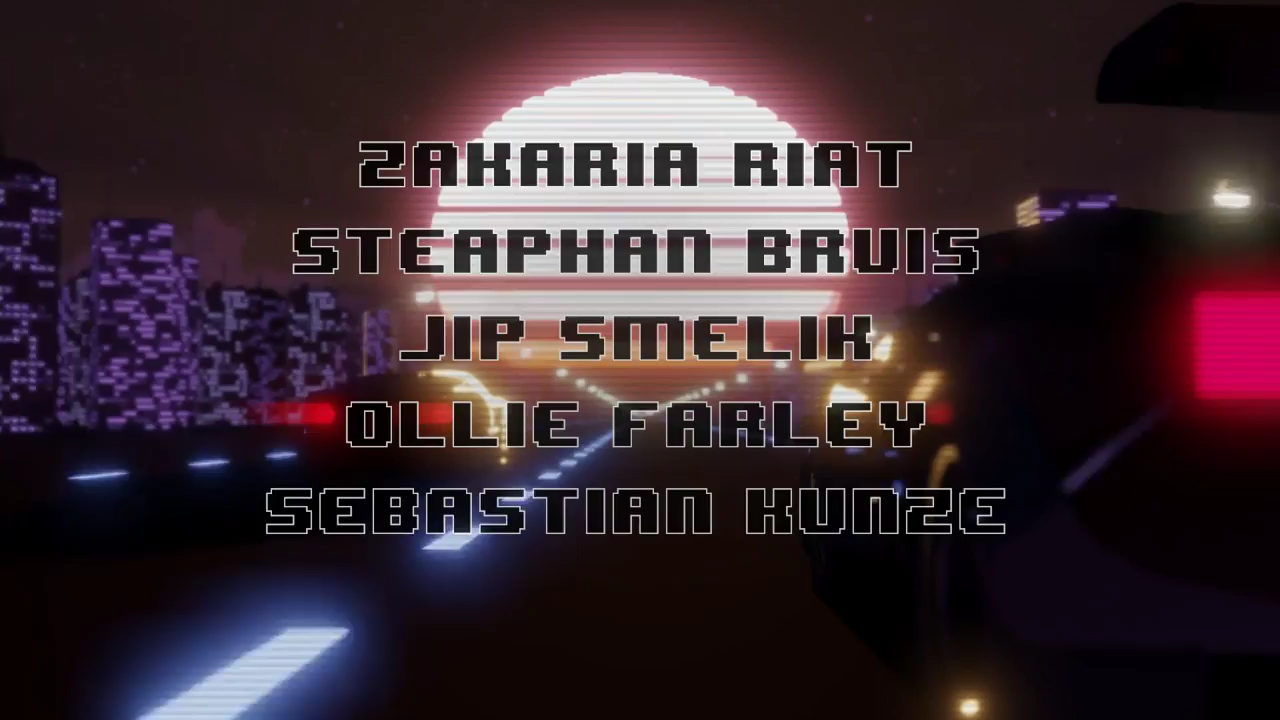 ZAKARIA RIAT
STEAPHAN BRUIS
JIP SMELIK
OLLIE FARLEY
SEBASTIAN KUNZE